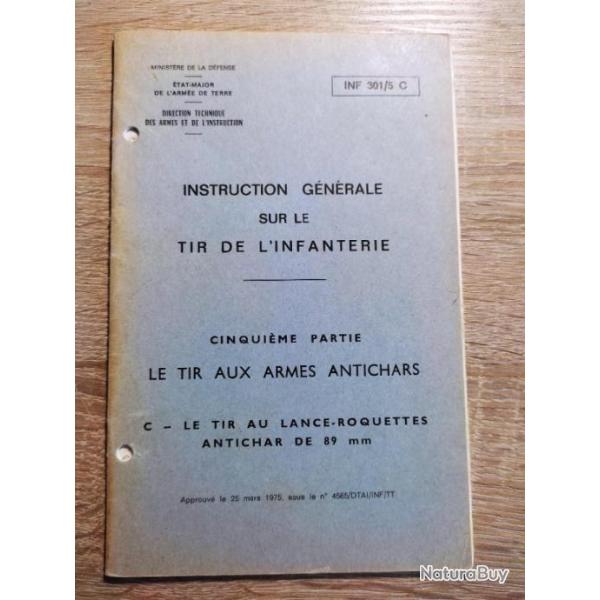 MINISTÈRE DE LA DÉFENSE
ÉTAT-MAJOR
DE L'ARMÉE DE TERRE
DIRECTION TECHNIQUE
DES ARMES ET DE L'INSTRUCTION
INF 301/5 C
INSTRUCTION GÉNÉRALE
SUR LE
TIR DE L'INFANTERIE
CINQUIÈME PARTIE
LE TIR AUX ARMES ANTICHARS
C – LE TIR AU LANCE-ROQUETTES
ANTICHAR DE 89 mm
Approuvé le 25 mars 1975, sous le n° 4565/DTAI/INF/TT
NaturaBuy